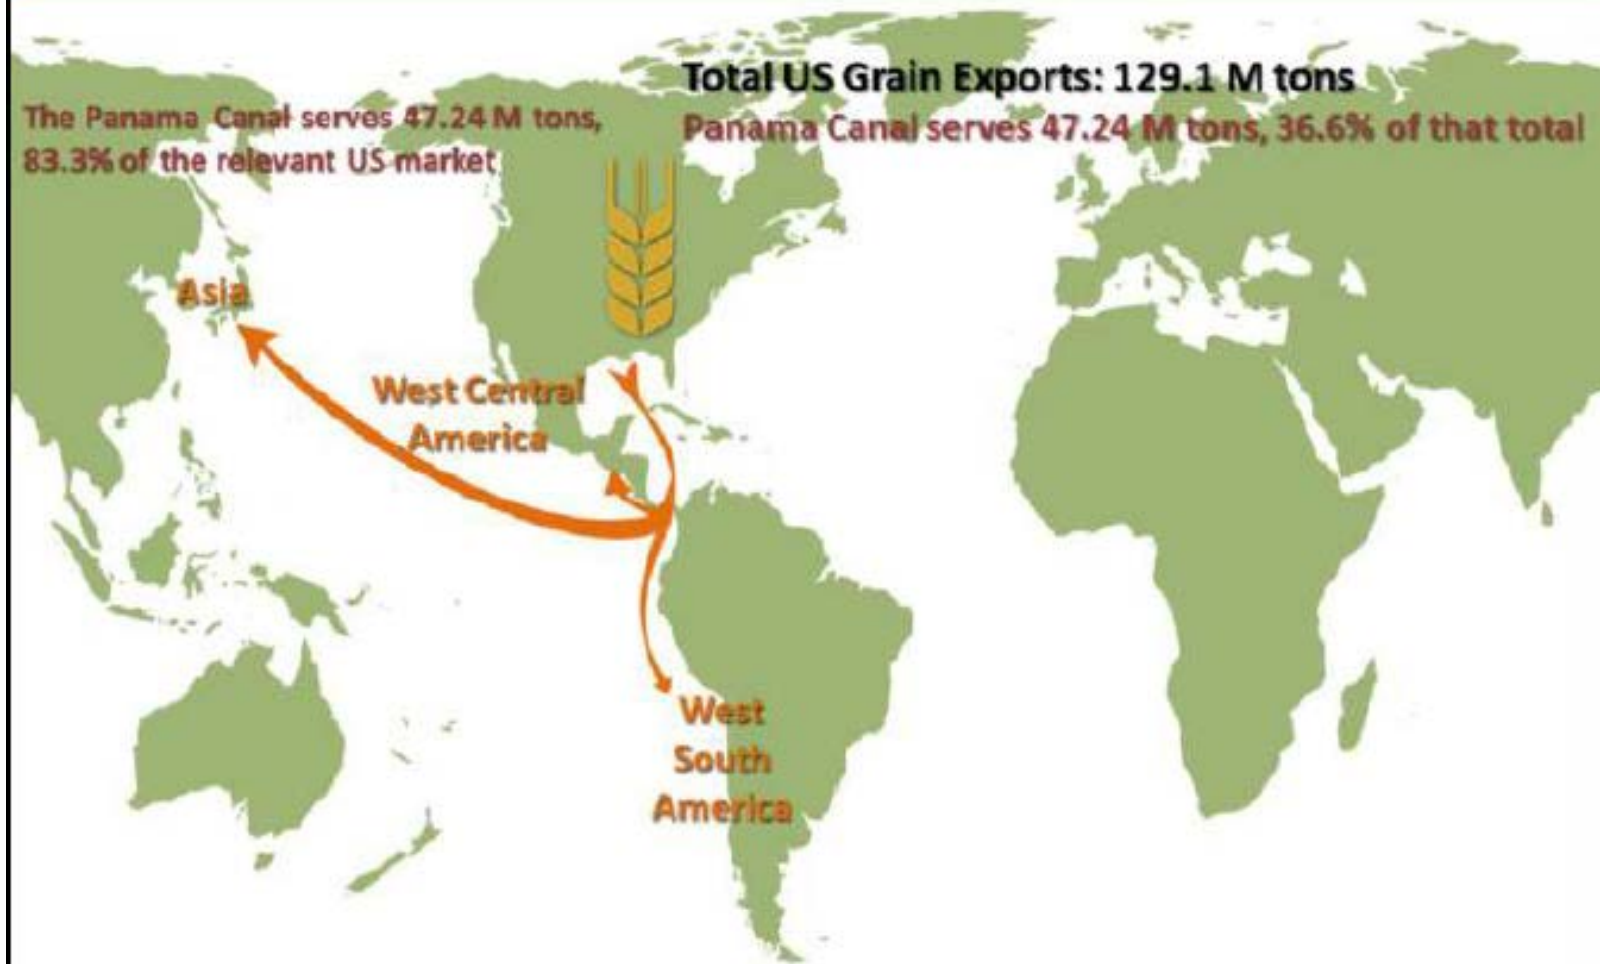 Total US Grain Exports: 129.1 M tons
Panama Canal serves 47.24 M tons, 36.6% of that total
The Panama Canal serves 47.24 M tons,
83.3% of the relevant US market
Asia
West Central
America
West
South
America